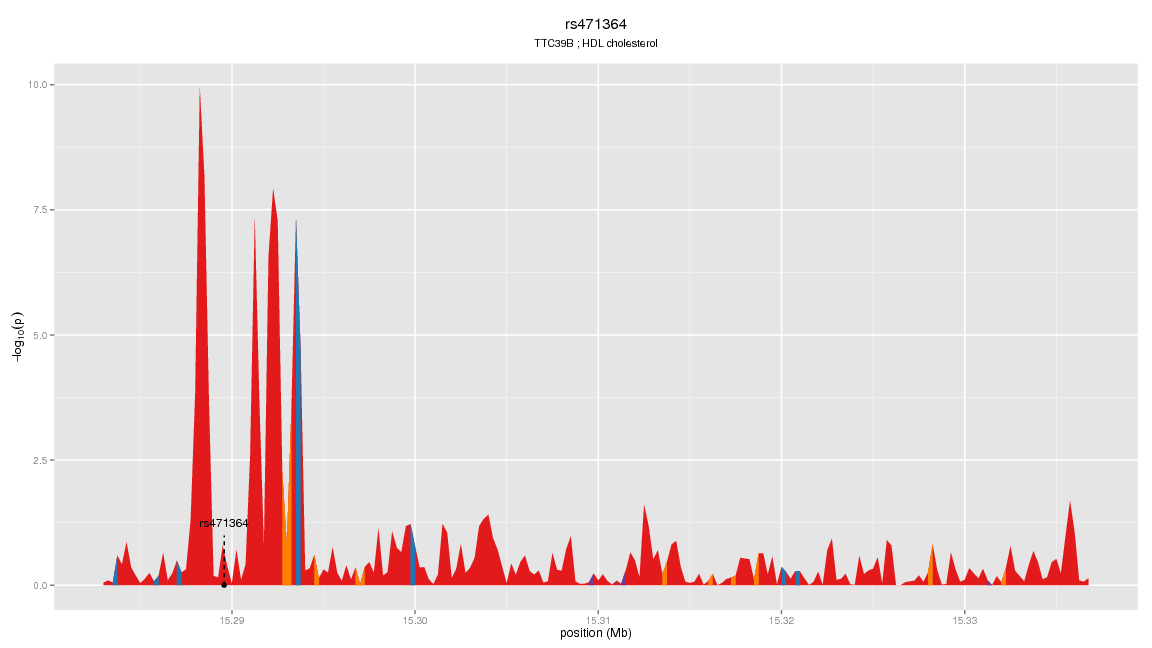 rs471364
TTC39B ; HDL cholesterol
10.0
7.5
5.0
2.5
0.0
−log10(p)
rs471364
15.29 15.30 15.31 15.32 15.33
position (Mb)